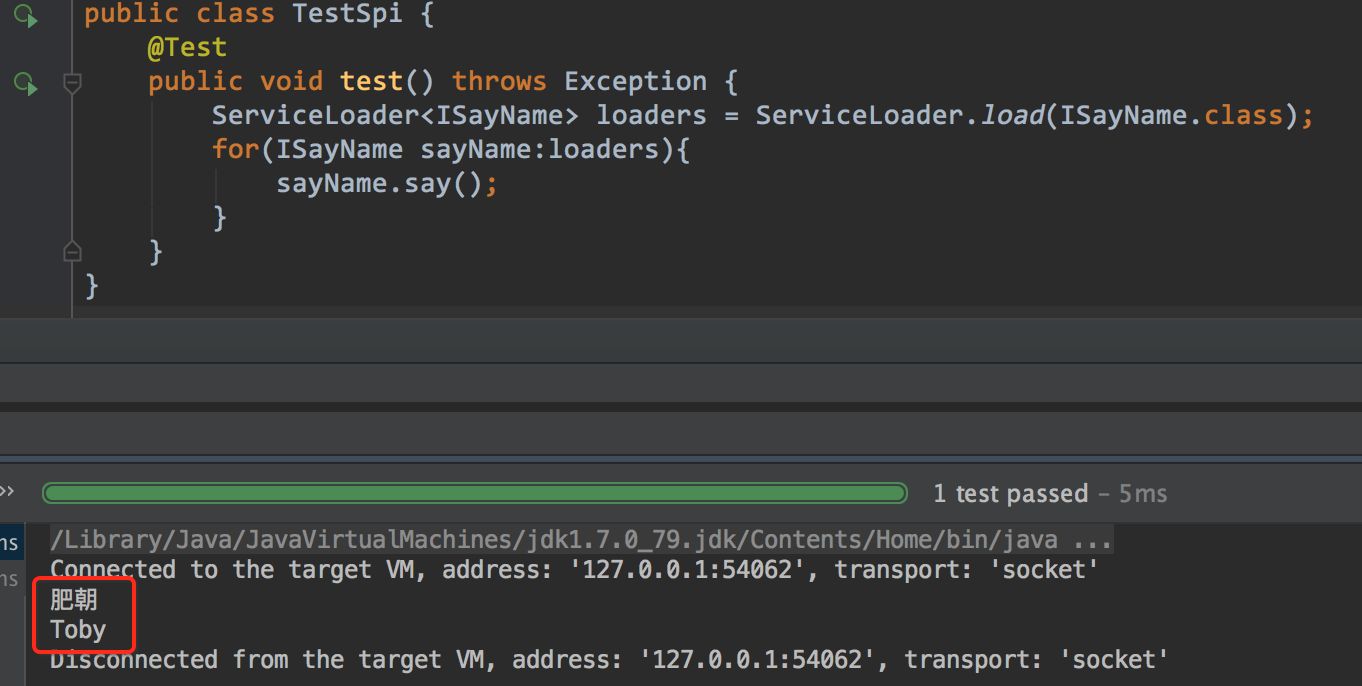 public class TestSpi {
@Test
public void test() throws Exception {
ServiceLoader<ISayName> loaders = ServiceLoader.load(ISayName.class);
for(ISayName sayName:loaders){
sayName.say();
}
}
}
1 test passed – 5ms
ms /Library/Java/JavaVirtualMachines/jdk1.7.0_79.jdk/Contents/Home/bin/java ...
ms Connected to the target VM, address: '127.0.0.1:54062', transport: 'socket'
肥朝
Toby
Disconnected from the target VM, address: '127.0.0.1:54062', transport: 'socket'